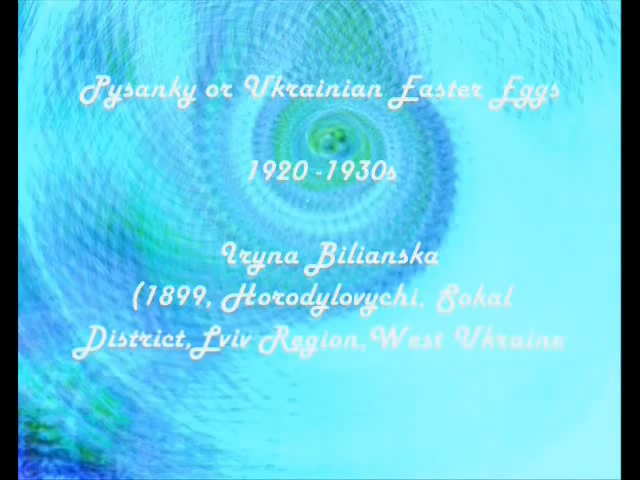 Pysanky or Ukrainian Easter Eggs
1920 -1930s
Iryna Bilianska
(1899, Horodylovychi, Sokal
District,Lviv Region,West Ukraine